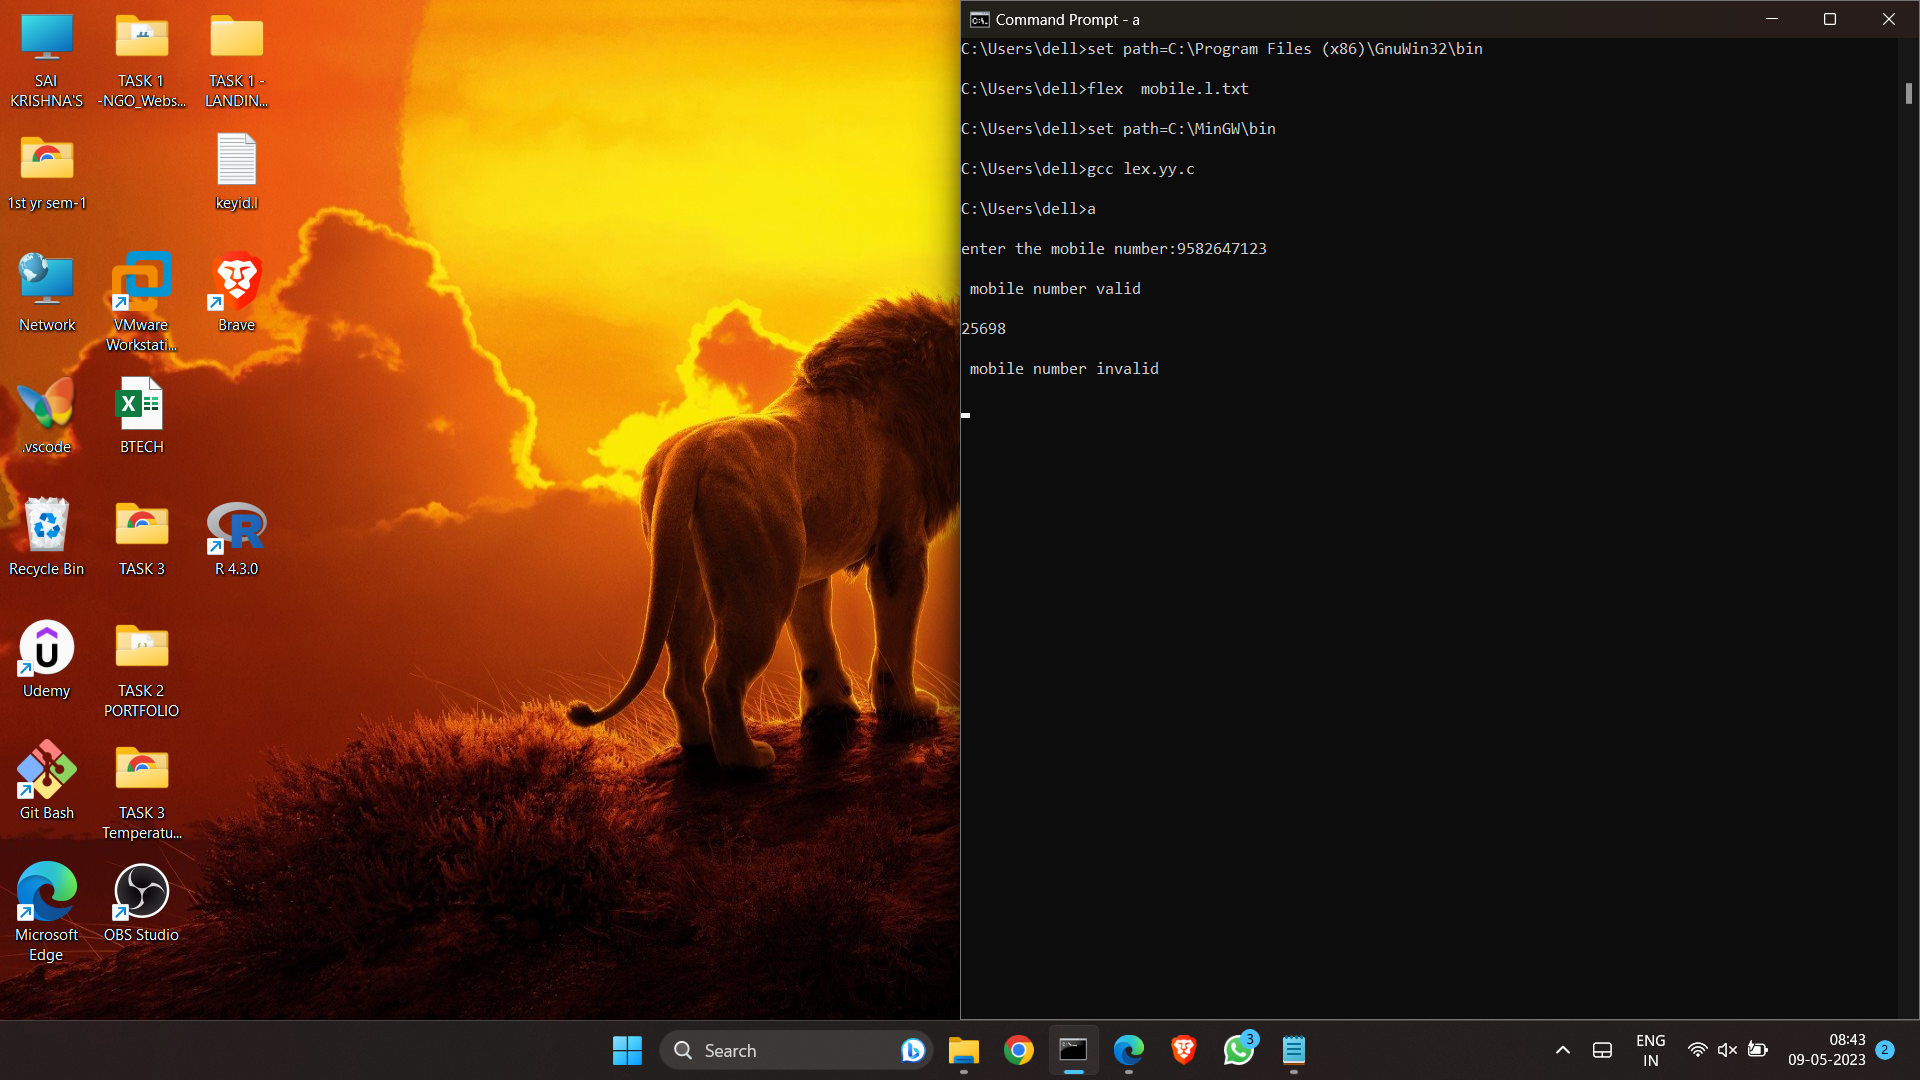 SAI
KRISHNA'S
TASK 1
-NGO_Webs...
TASK 1 -
LANDIN...
1st yr sem-1
keyid.l
Network
VMware
Workstati...
Brave
.vscode
BTECH
Recycle Bin
TASK 3
R 4.3.0
Udemy
TASK 2
PORTFOLIO
Git Bash
TASK 3
Temperatu...
Microsoft
Edge
OBS Studio
Command Prompt - a
C:\Users\dell>set path=C:\Program Files (x86)\GnuWin32\bin
C:\Users\dell>flex  mobile.l.txt
C:\Users\dell>set path=C:\MinGW\bin
C:\Users\dell>gcc lex.yy.c
C:\Users\dell>a
enter the mobile number:9582647123
mobile number valid
25698
mobile number invalid
Search
3
ENG
IN
08:43
09-05-2023
2